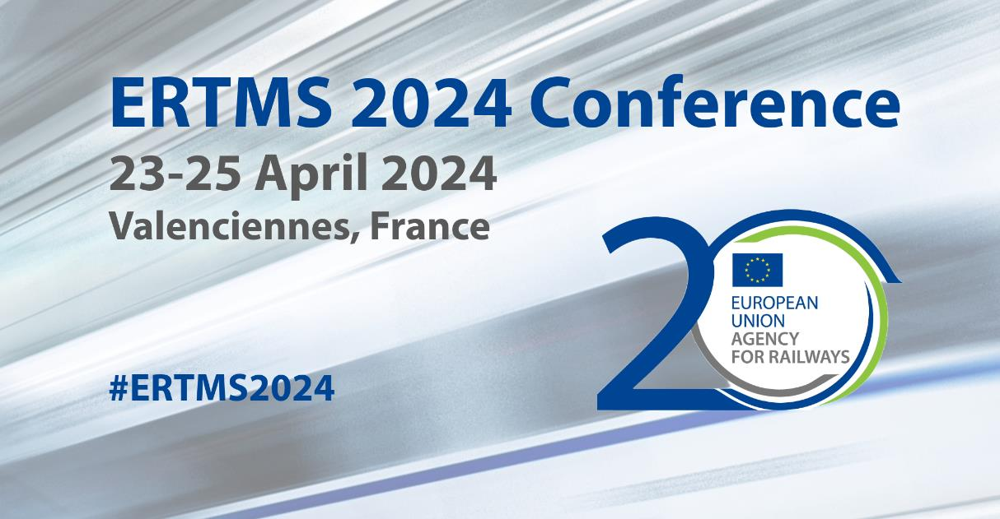 ERTMS 2024 Conference
23-25 April 2024
Valenciennes, France
20
EUROPEAN
UNION
AGENCY
FOR RAILWAYS
#ERTMS2024